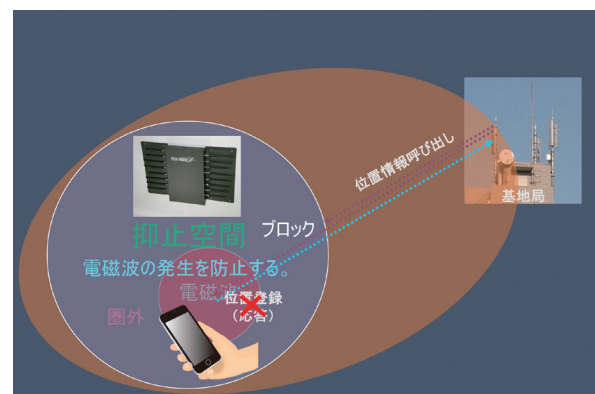 位置情報呼び出し
基地局
抑止空間
ブロック
電磁波の発生を防止する。
電磁波
位置登録
（応答）
圏外